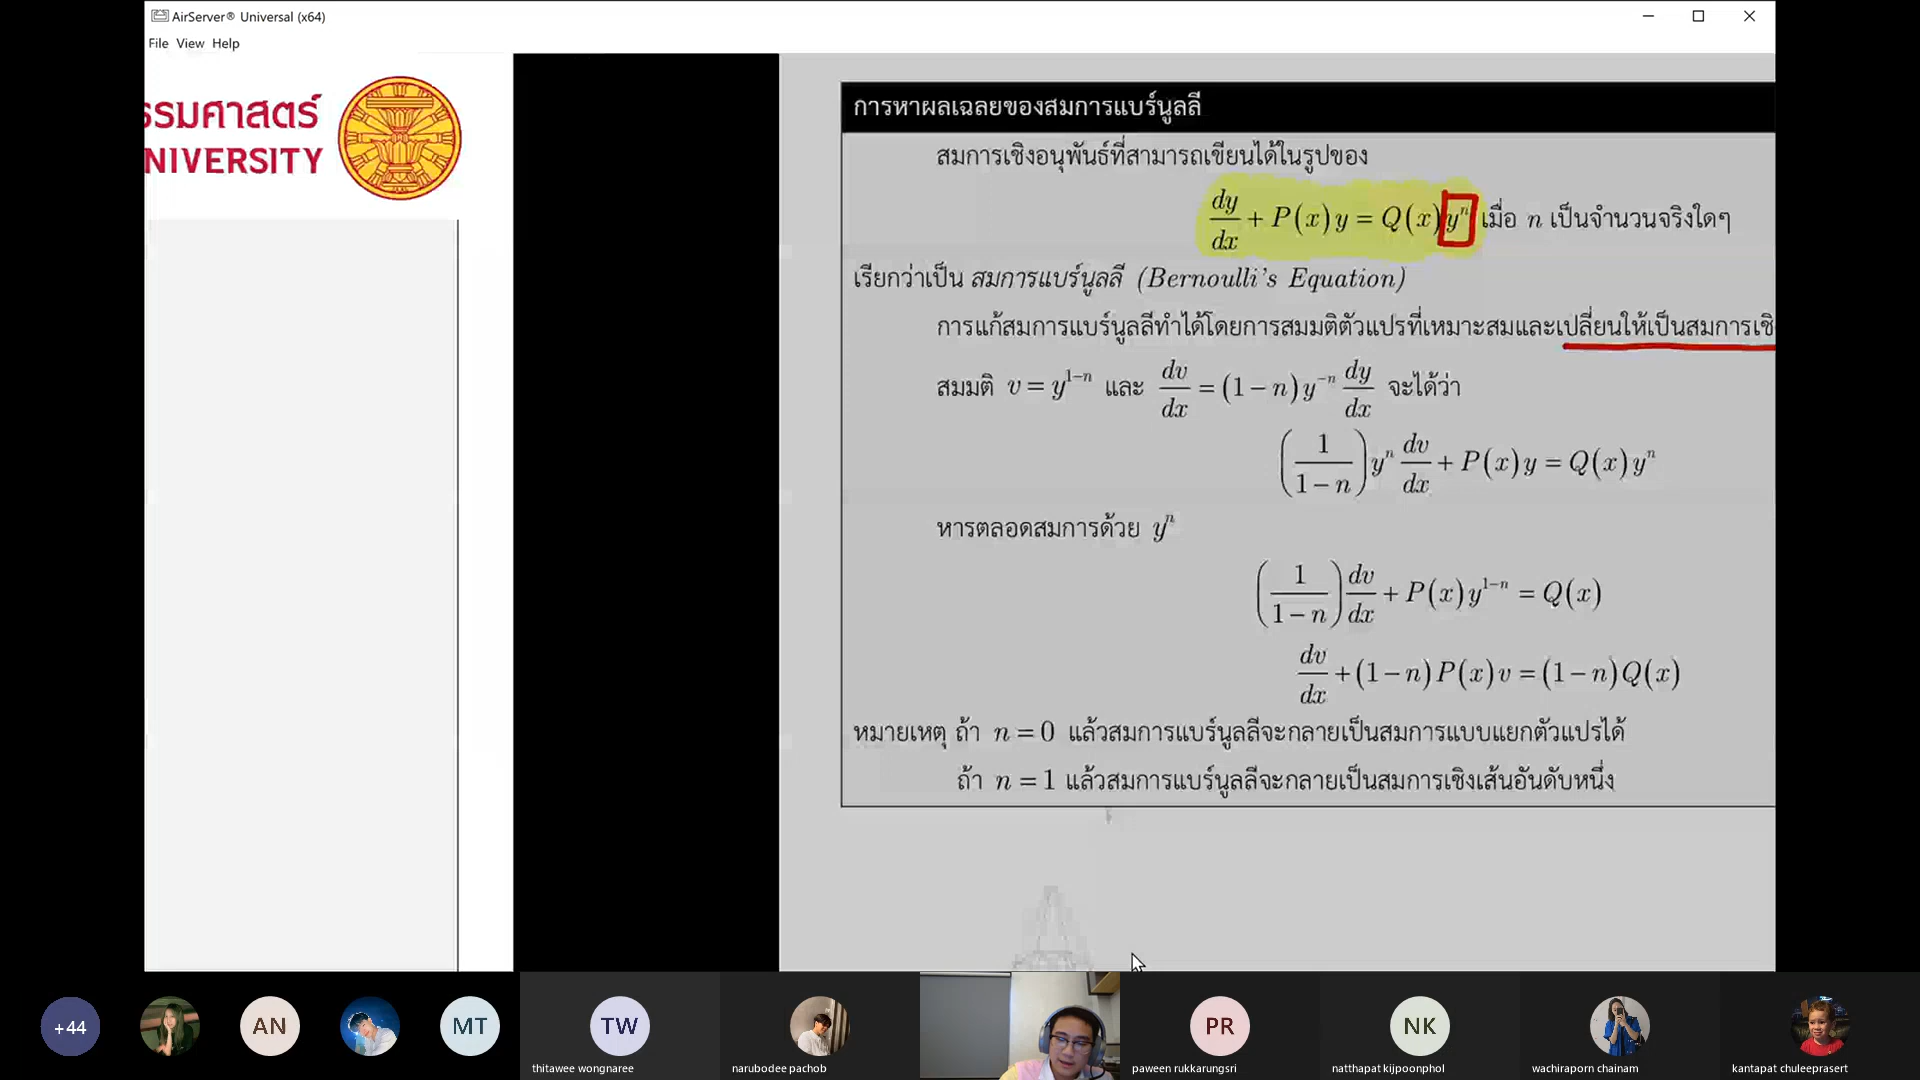 AirServer® Universal (x64)
File View Help
รรมศาสตร์
NIVERSITY
การหาผลเฉลยของสมการแบร์นูลลี
สมการเชิงอนุพันธ์ที่สามารถเขียนได้ในรูปของ
dy/dx + P(x)y = Q(x)yⁿ เมื่อ n เป็นจำนวนจริงใดๆ
เรียกว่าเป็น สมการแบร์นูลลี (Bernoulli's Equation)
การแก้สมการแบร์นูลลีทำได้โดยการสมมติตัวแปรที่เหมาะสมและเปลี่ยนให้เป็นสมการเชิ
สมมติ v = y¹⁻ⁿ และ dv/dx = (1 − n)y⁻ⁿ dy/dx จะได้ว่า
(1/(1 − n)) yⁿ dv/dx + P(x)y = Q(x)yⁿ
หารตลอดสมการด้วย yⁿ
(1/(1 − n)) dv/dx + P(x)y¹⁻ⁿ = Q(x)
dv/dx + (1 − n)P(x)v = (1 − n)Q(x)
หมายเหตุ ถ้า n = 0 แล้วสมการแบร์นูลลีจะกลายเป็นสมการแบบแยกตัวแปรได้
ถ้า n = 1 แล้วสมการแบร์นูลลีจะกลายเป็นสมการเชิงเส้นอันดับหนึ่ง
+44 AN MT TW PR NK
thitawee wongnaree narubodee pachob paween rukkarungsri natthapat kijpoonphol wachiraporn chainam kantapat chuleeprasert